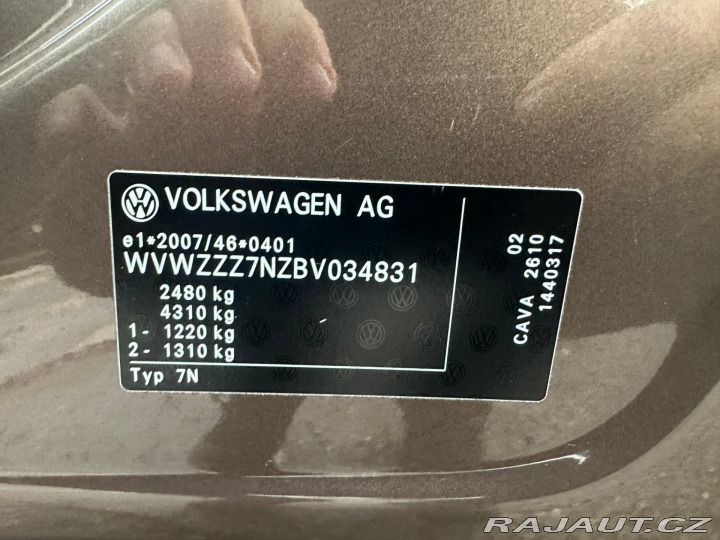 VOLKSWAGEN AG
e1*2007/46*0401
WVWZZZ7NZBV034831
2480 kg
4310 kg
1- 1220 kg
2- 1310 kg
Typ 7N
02
CAVA 2610
1440317
RAJAUT.CZ